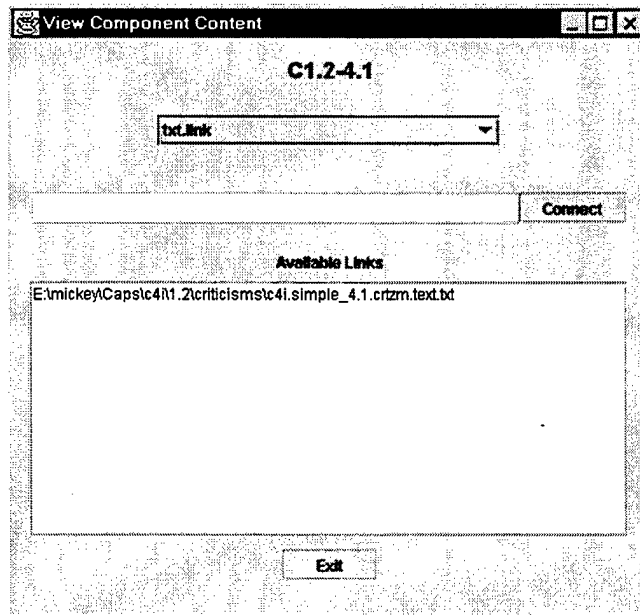 View Component Content
C1.2-4.1
txt.link
Connect
Available Links
E:\mickey\Caps\c4i\1.2\criticisms\c4i.simple_4.1.crtzm.text.txt
Exit